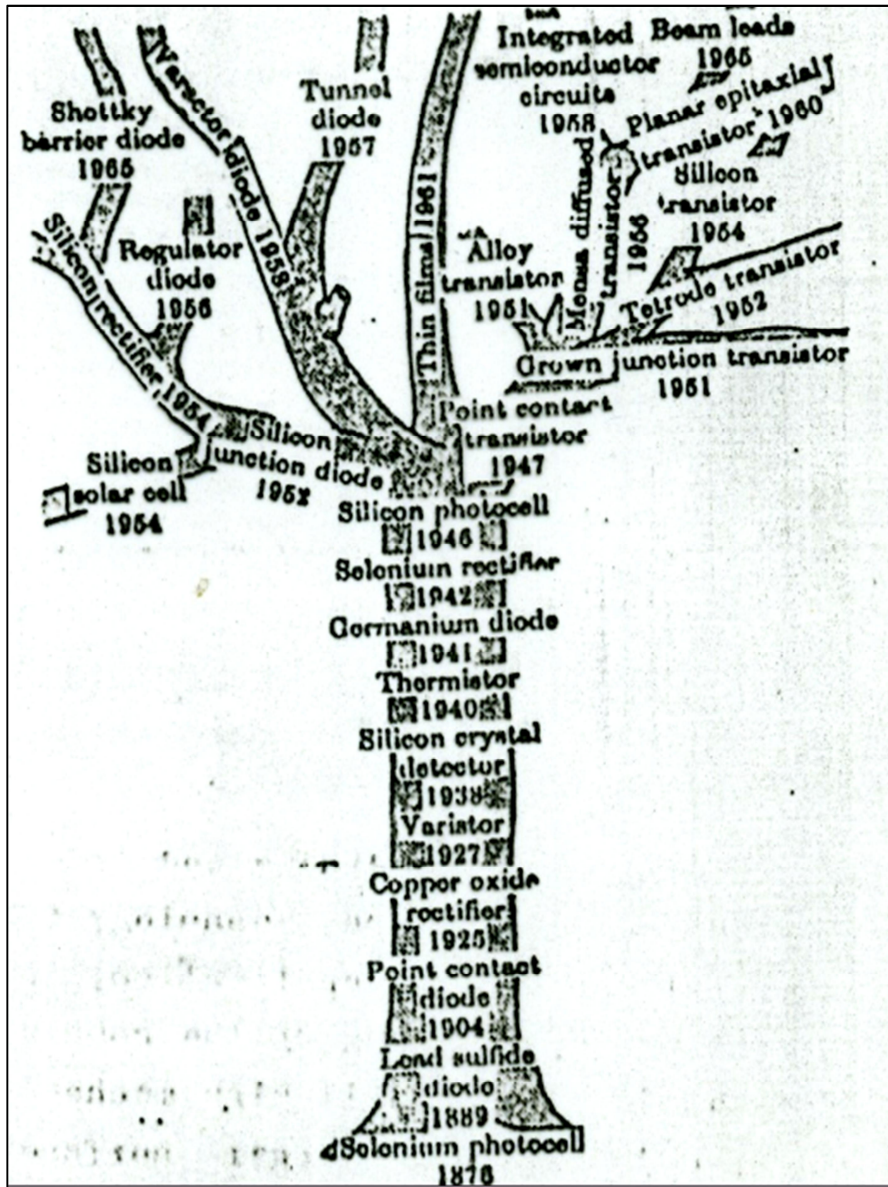 Integrated
semiconductor
circuits
1958
Beam leads
1965
Planar epitaxial
transistor 1960
Silicon
transistor
1954
Mensa diffused
transistor
1956
Tetrode transistor
1952
Grown junction transistor
1951
Alloy
transistor
1951
Point contact
transistor
1947
Thin films 1961
Tunnel
diode
1957
Varactor diode 1958
Shottky
barrier diode
1965
Regulator
diode
1956
Silicon rectifier 1954
Silicon
junction diode
1952
Silicon
solar cell
1954
Silicon photocell
1946
Selenium rectifier
1942
Germanium diode
1941
Thermistor
1940
Silicon crystal
detector
1938
Varistor
1927
Copper oxide
rectifier
1925
Point contact
diode
1904
Lead sulfide
diode
1889
Selenium photocell
1876